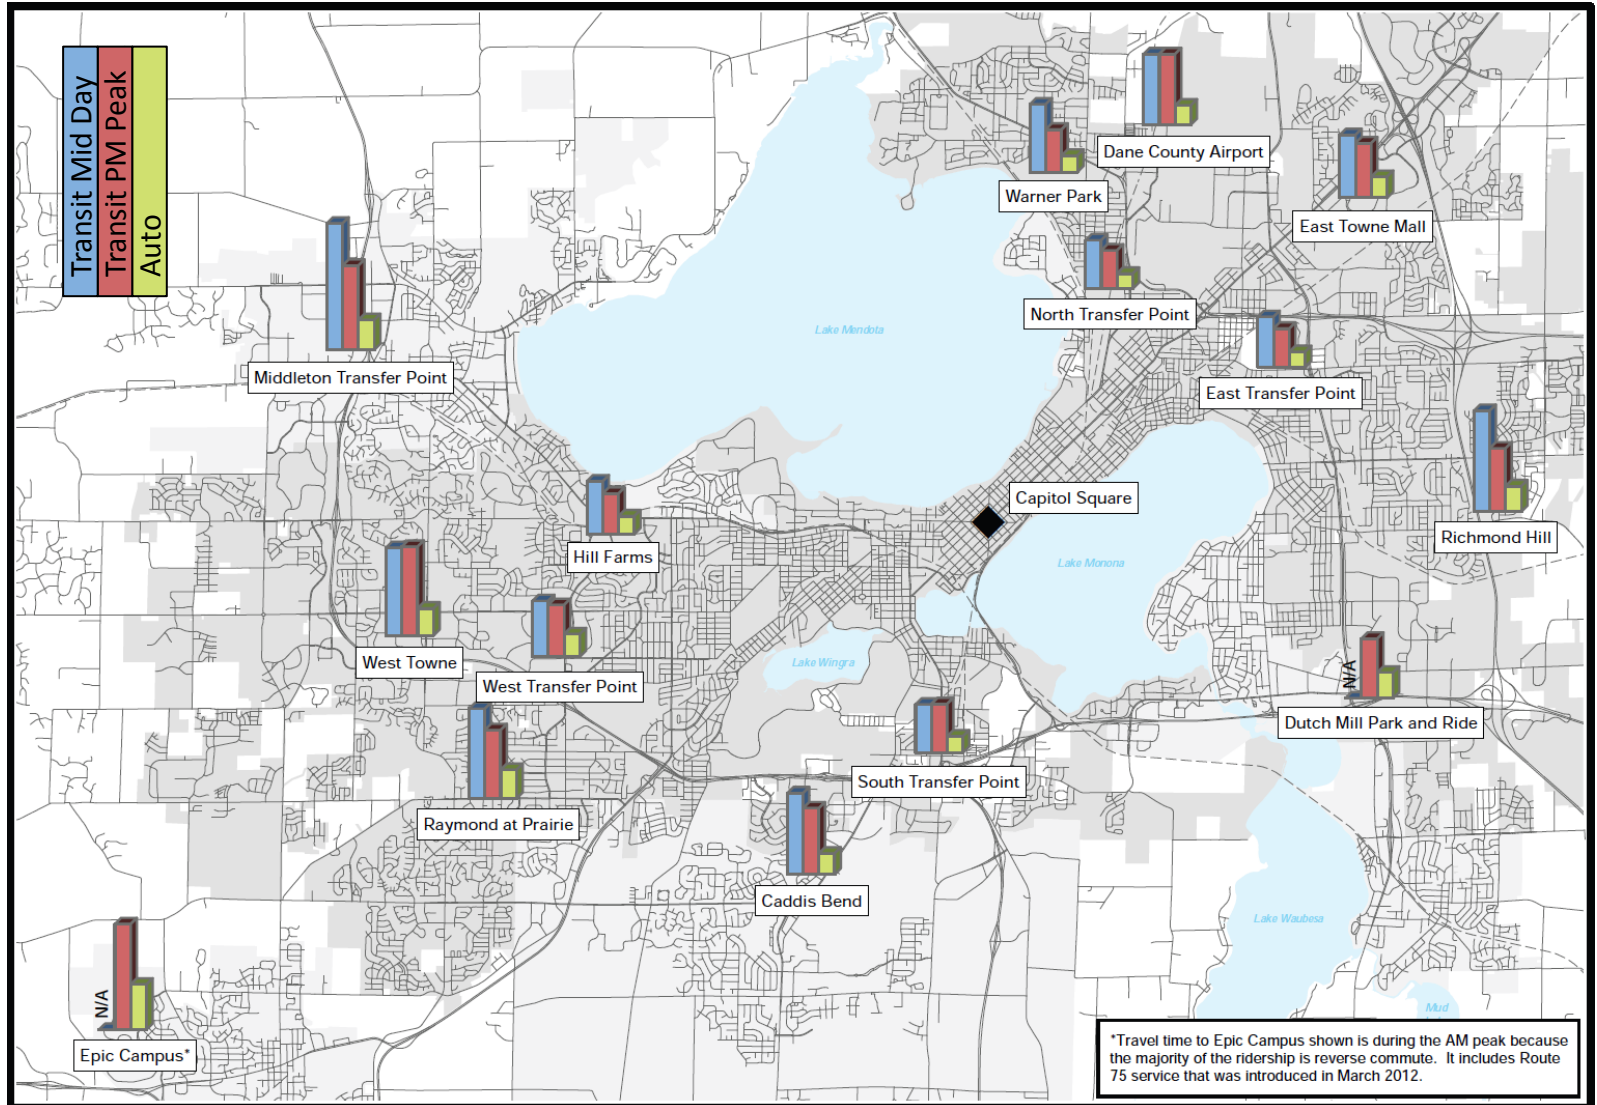 Transit Mid Day
Transit PM Peak
Auto
Dane County Airport
Warner Park
East Towne Mall
North Transfer Point
Lake Mendota
Middleton Transfer Point
East Transfer Point
Capitol Square
Richmond Hill
Hill Farms
Lake Monona
West Towne
Lake Wingra
West Transfer Point
N/A
Dutch Mill Park and Ride
South Transfer Point
Raymond at Prairie
Caddis Bend
Lake Waubesa
N/A
Epic Campus*
Mud
*Travel time to Epic Campus shown is during the AM peak because
the majority of the ridership is reverse commute. It includes Route
75 service that was introduced in March 2012.